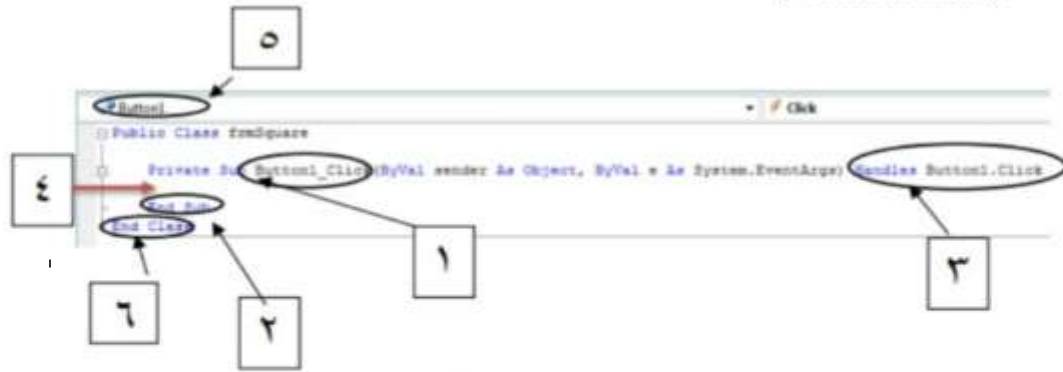 ٥
Button1 Click
Public Class frmSquare
٤ Private Sub Button1_Click(ByVal sender As Object, ByVal e As System.EventArgs) Handles Button1.Click
End Sub
End Class
١ ٣
٦ ٢